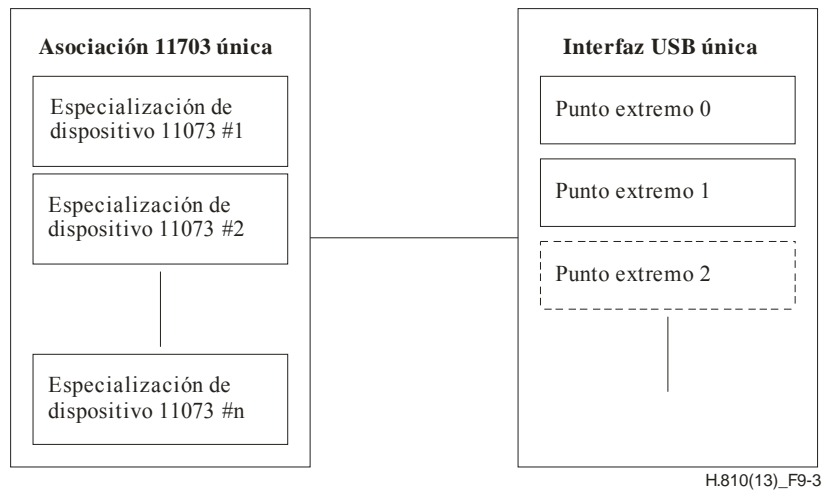 Asociación 11703 única
Especialización de
dispositivo 11073 #1
Especialización de
dispositivo 11073 #2
Especialización de
dispositivo 11073 #n
Interfaz USB única
Punto extremo 0
Punto extremo 1
Punto extremo 2
H.810(13)_F9-3